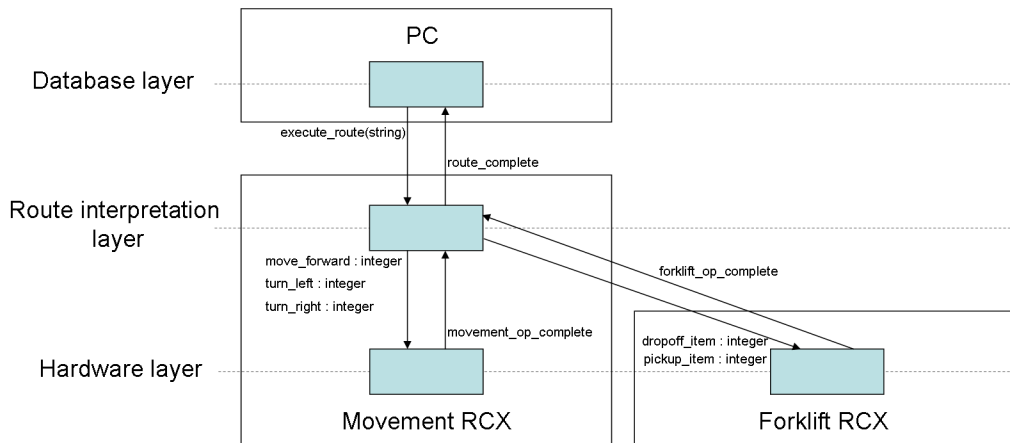 PC
Database layer
execute_route(string)
route_complete
Route interpretation
layer
move_forward : integer
forklift_op_complete
turn_left : integer
turn_right : integer
movement_op_complete
dropoff_item : integer
pickup_item : integer
Hardware layer
Movement RCX
Forklift RCX